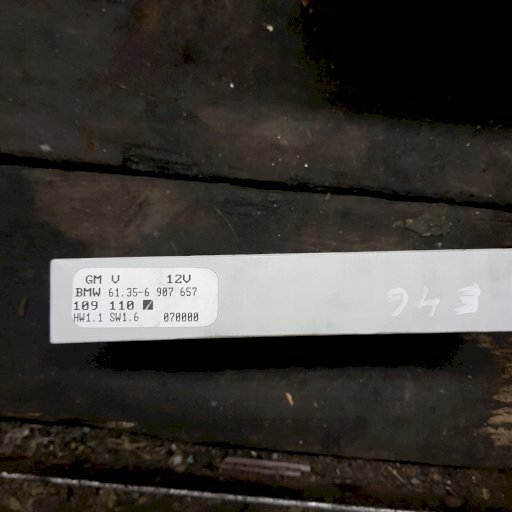 GM V 12V
BMW 61.35-6 907 657
109 110
HW1.1 SW1.6 070000
E46